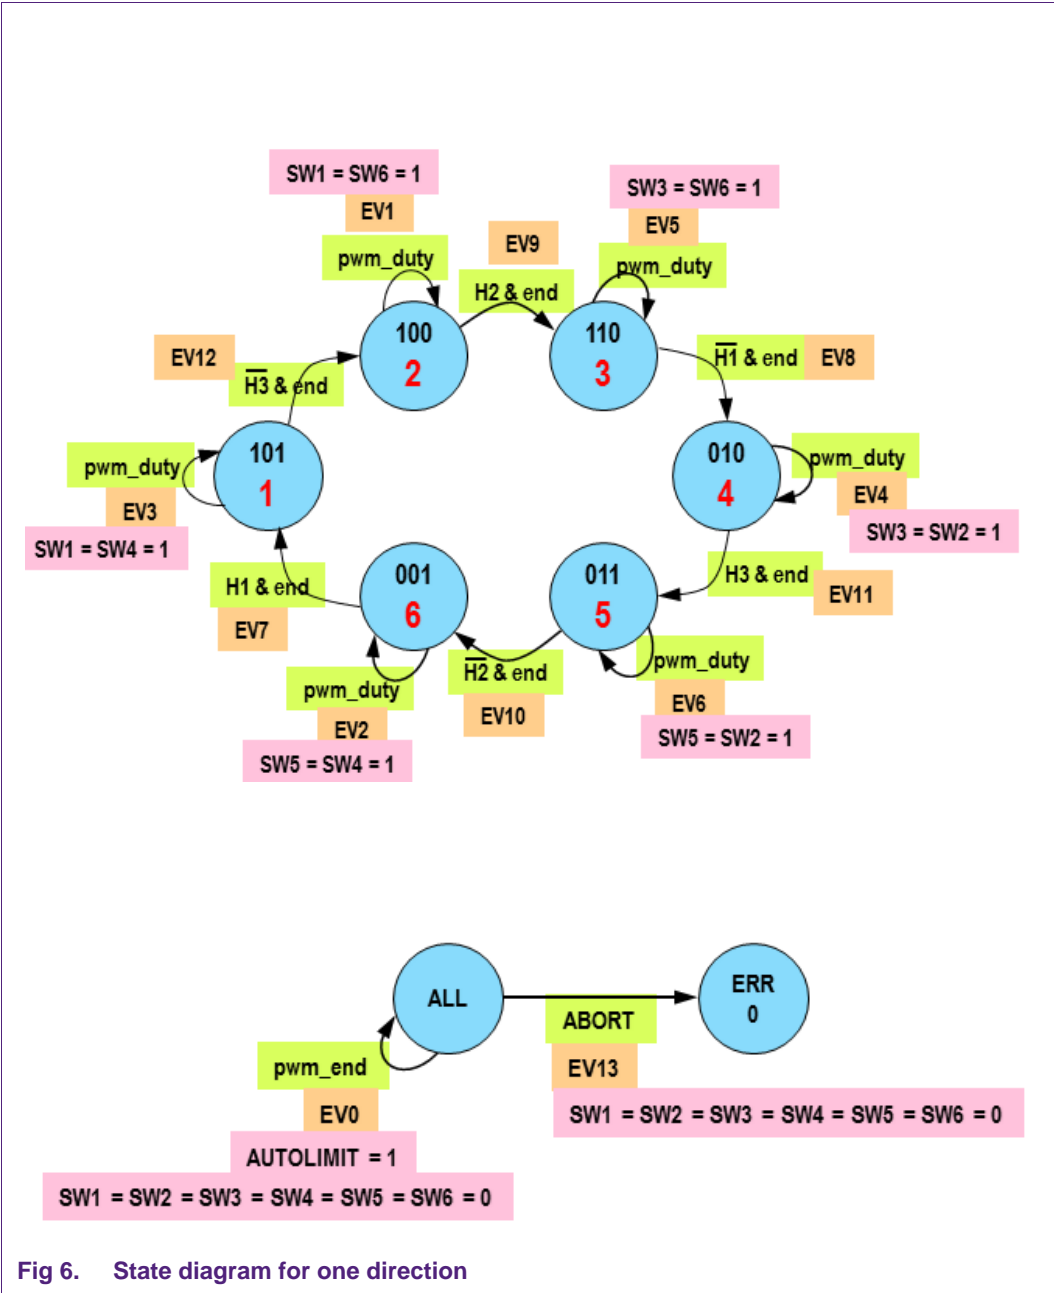 SW1 = SW6 = 1
EV1
pwm_duty
100
2
EV9
H2 & end
SW3 = SW6 = 1
EV5
pwm_duty
110
3
H̅1̅ & end
EV8
EV12
H̅3̅ & end
101
1
pwm_duty
EV3
SW1 = SW4 = 1
010
4
pwm_duty
EV4
SW3 = SW2 = 1
H3 & end
EV11
H1 & end
EV7
001
6
pwm_duty
EV2
SW5 = SW4 = 1
H̅2̅ & end
EV10
011
5
pwm_duty
EV6
SW5 = SW2 = 1
ALL
pwm_end
EV0
AUTOLIMIT = 1
SW1 = SW2 = SW3 = SW4 = SW5 = SW6 = 0
ABORT
EV13
SW1 = SW2 = SW3 = SW4 = SW5 = SW6 = 0
ERR
0
Fig 6. State diagram for one direction